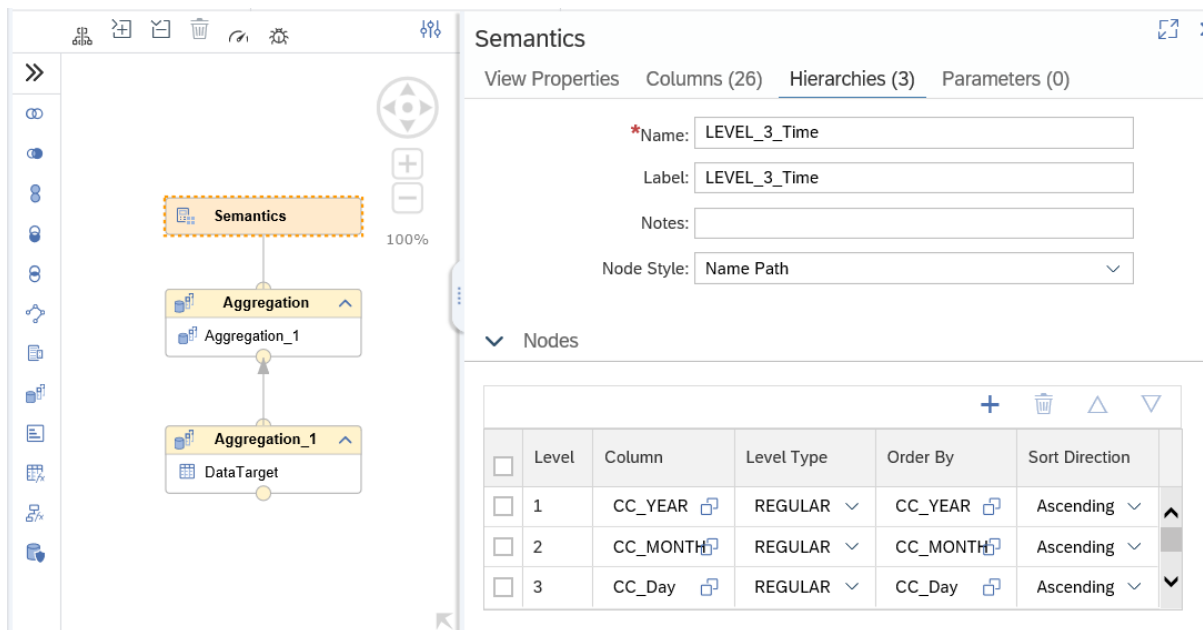 Semantics
View Properties Columns (26) Hierarchies (3) Parameters (0)
*Name: LEVEL_3_Time
Label: LEVEL_3_Time
Notes:
Node Style: Name Path
Nodes
Level Column Level Type Order By Sort Direction
1 CC_YEAR REGULAR CC_YEAR Ascending
2 CC_MONTH REGULAR CC_MONTH Ascending
3 CC_Day REGULAR CC_Day Ascending
100%
Semantics
Aggregation
Aggregation_1
Aggregation_1
DataTarget